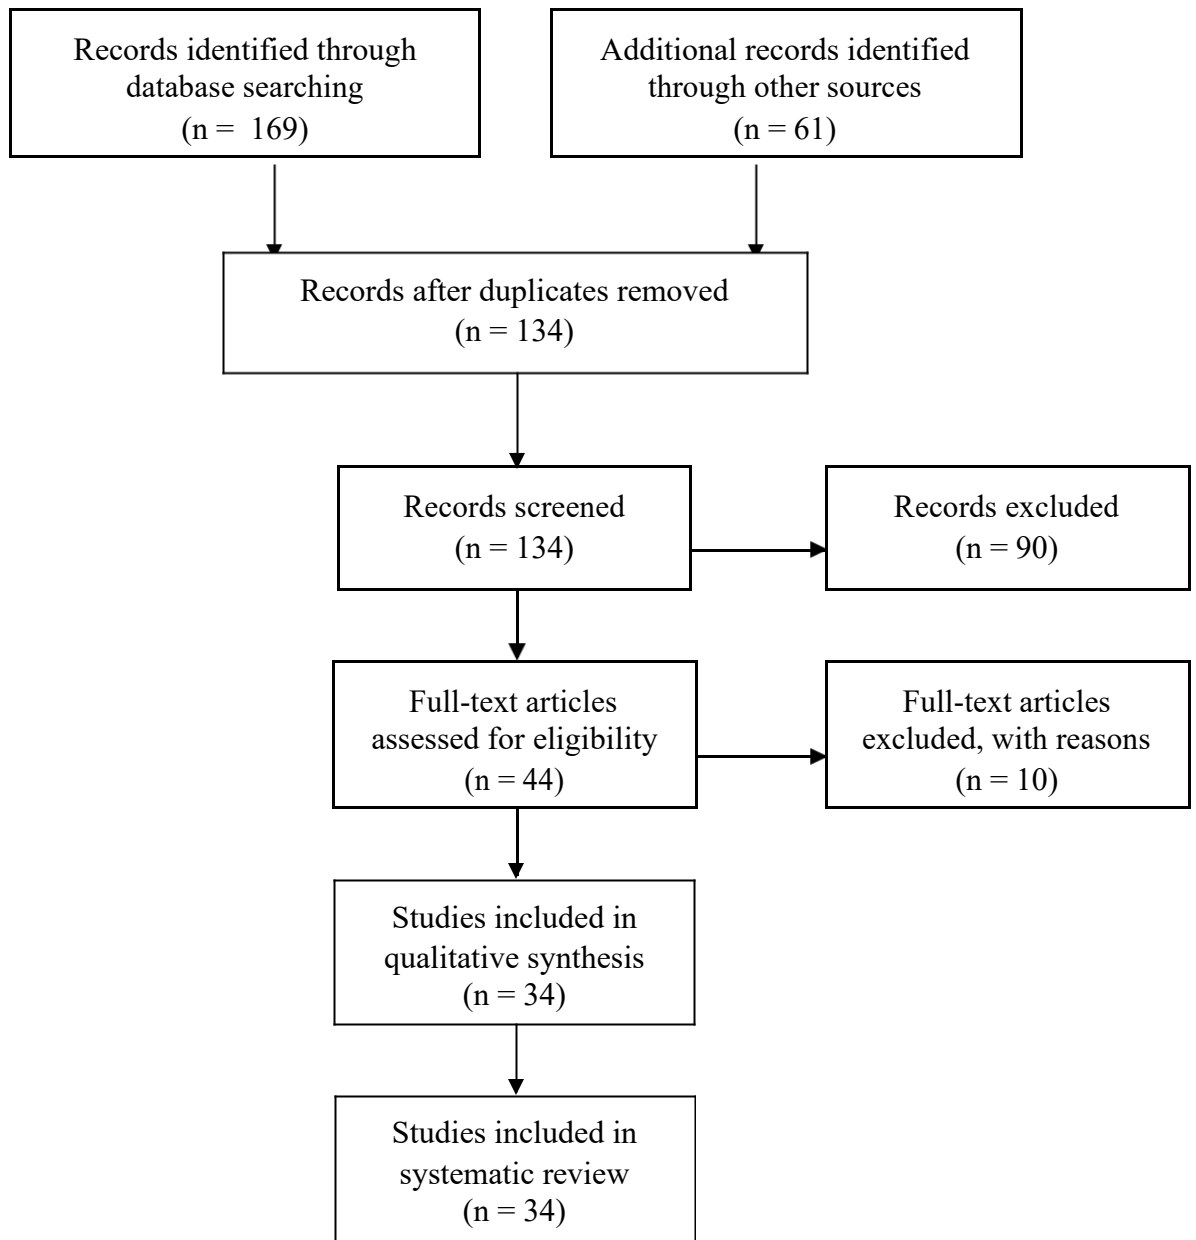 Records identified through
database searching
(n =  169)
Additional records identified
through other sources
(n = 61)
Records after duplicates removed
(n = 134)
Records screened
(n = 134)
Records excluded
(n = 90)
Full-text articles
assessed for eligibility
(n = 44)
Full-text articles
excluded, with reasons
(n = 10)
Studies included in
qualitative synthesis
(n = 34)
Studies included in
systematic review
(n = 34)